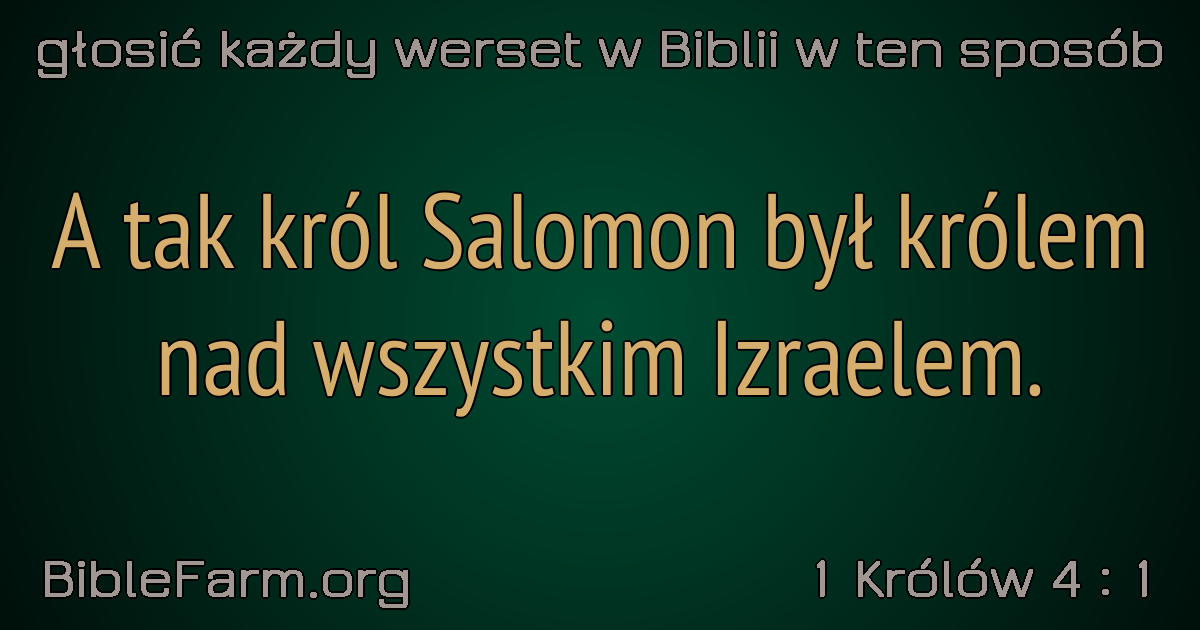 głosić każdy werset w Biblii w ten sposób
A tak król Salomon był królem
nad wszystkim Izraelem.
BibleFarm.org
1 Królów 4 : 1